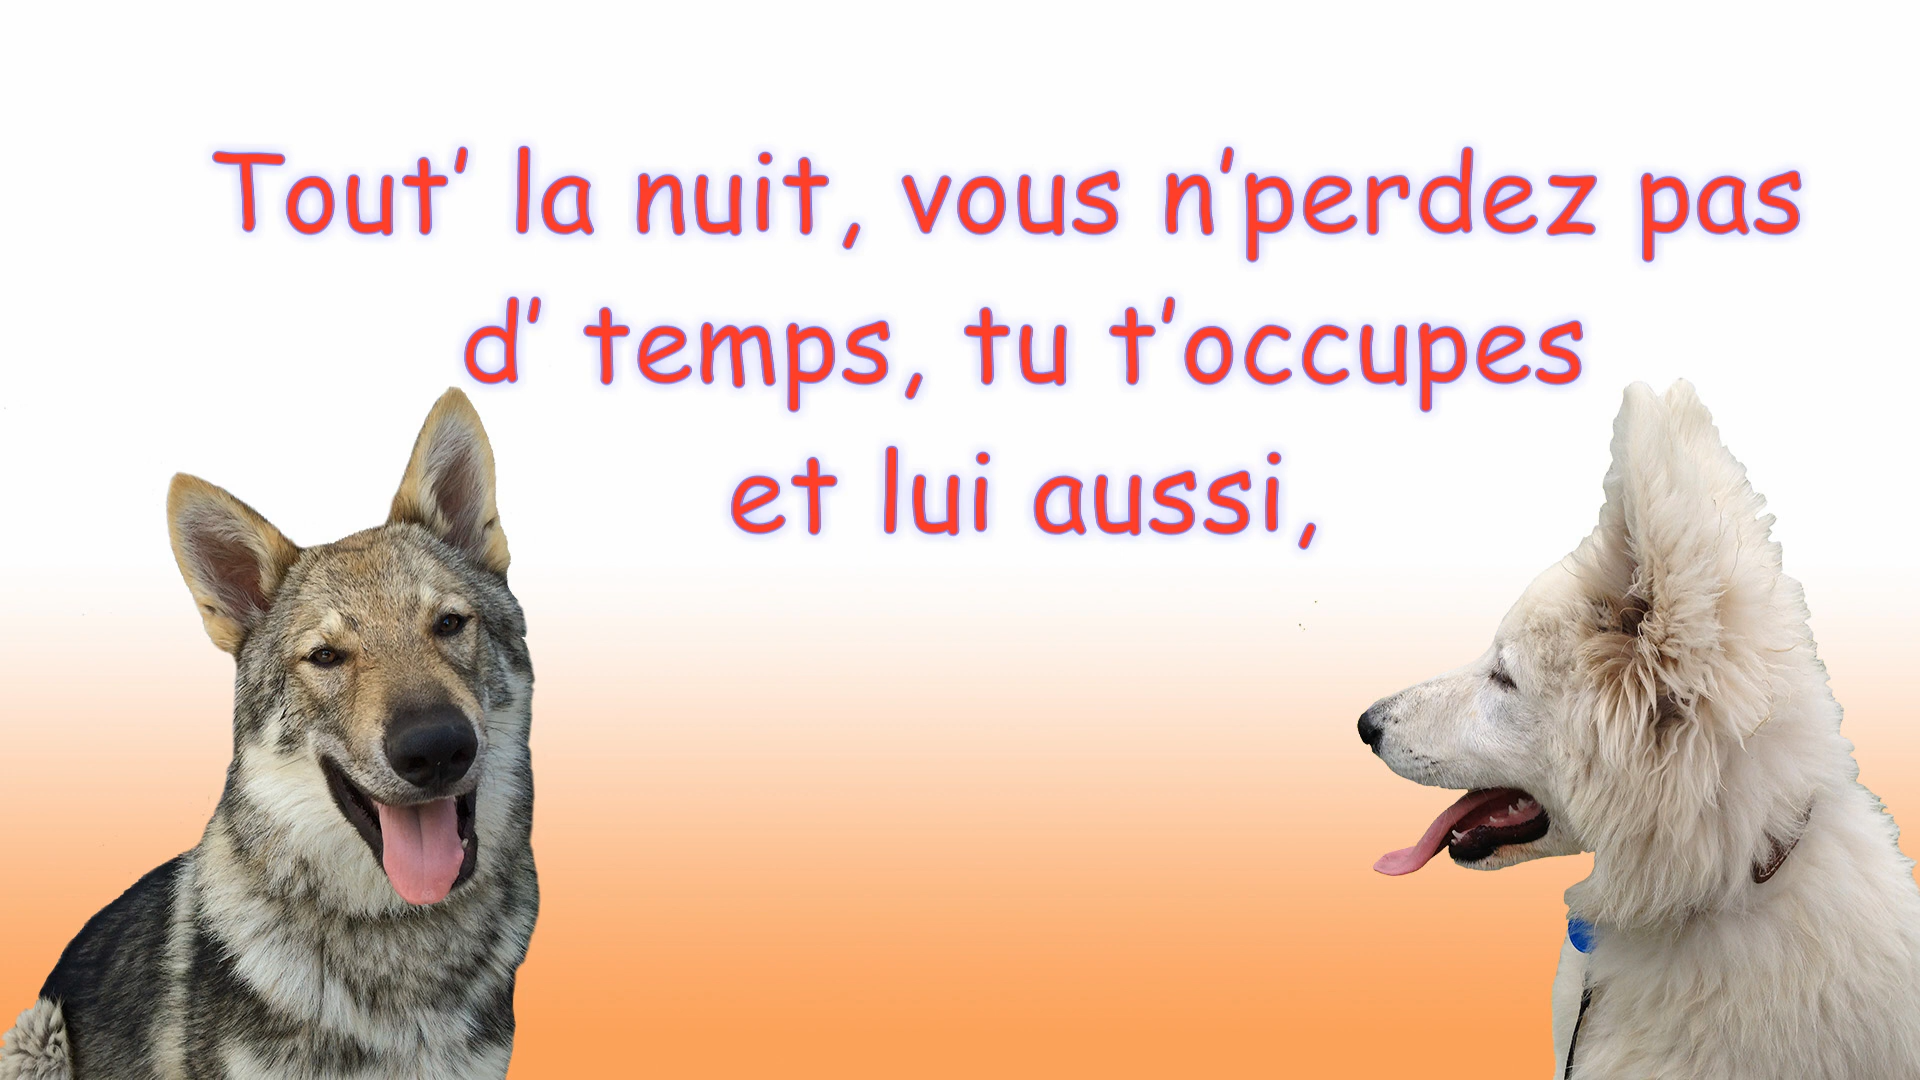 Tout’ la nuit, vous n’perdez pas
d’ temps, tu t’occupes
et lui aussi,